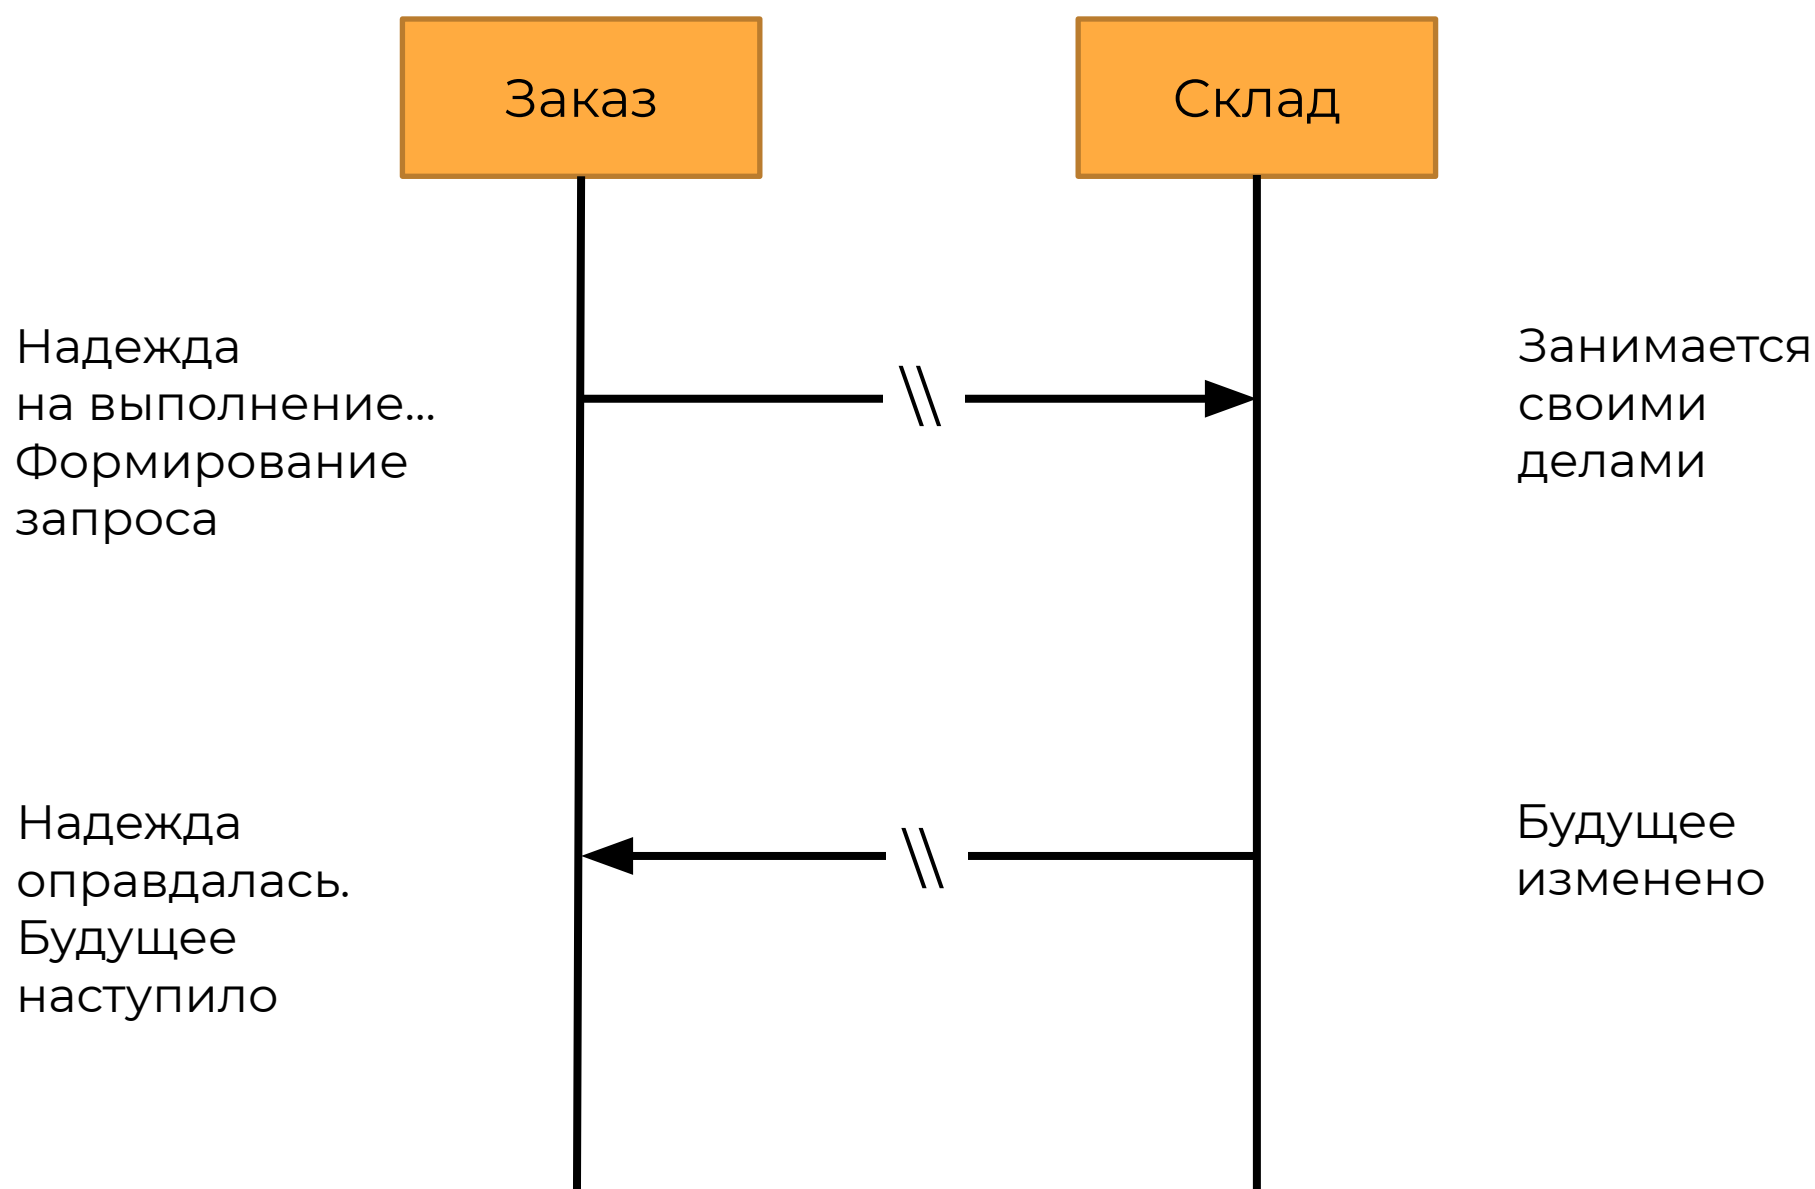 Заказ
Склад
Надежда
на выполнение...
Формирование
запроса
Занимается
своими
делами
Надежда
оправдалась.
Будущее
наступило
Будущее
изменено